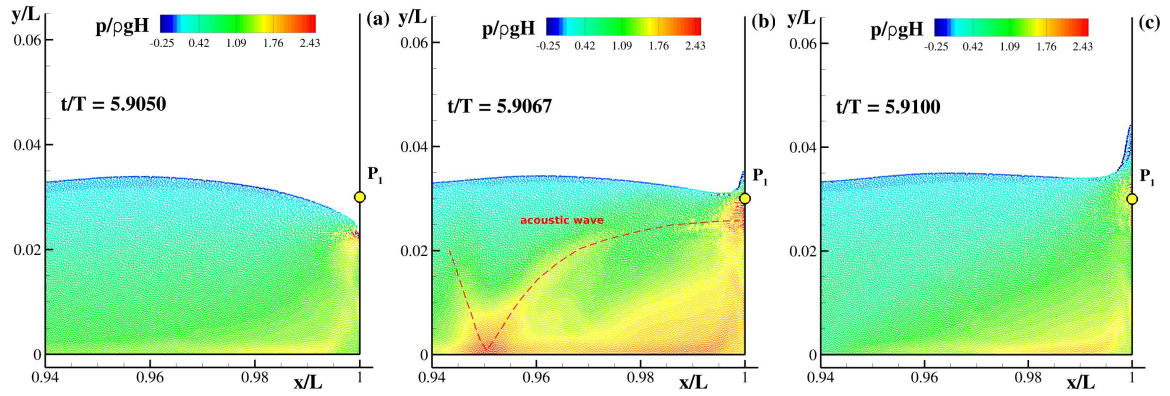 y/L
p/ρgH
-0.25 0.42 1.09 1.76 2.43
(a)
0.06
t/T = 5.9050
0.04
P1
0.02
0
0.94 0.96 0.98 1
x/L
y/L
p/ρgH
-0.25 0.42 1.09 1.76 2.43
(b)
0.06
t/T = 5.9067
0.04
P1
acoustic wave
0.02
0
0.94 0.96 0.98 1
x/L
y/L
p/ρgH
-0.25 0.42 1.09 1.76 2.43
(c)
0.06
t/T = 5.9100
0.04
P1
0.02
0
0.94 0.96 0.98 1
x/L